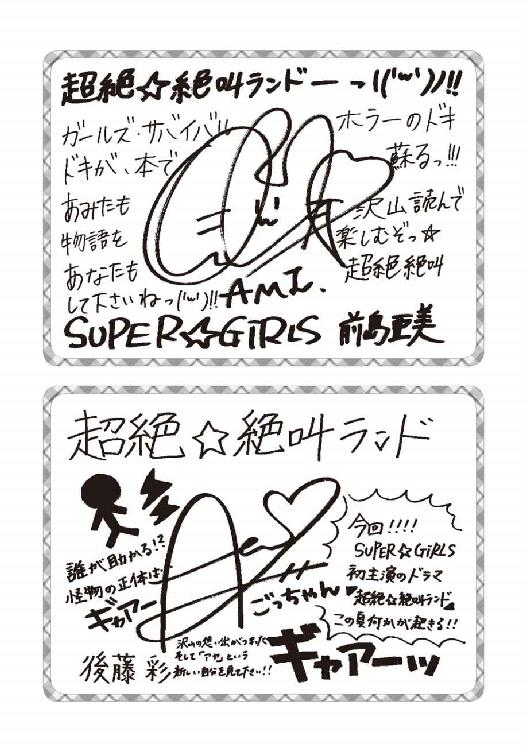 超絶☆絶叫ランドーっ!('ω')ノ!!
ガールズ・サバイバル ホラーのドキ
ドキが、本で 蘇るっ!!!
あみたも 沢山読んで
物語を 楽しむぞっ☆
あなたも 超絶絶叫
して下さいねっ('ω')!!
AMI.
SUPER☆GiRLS 前島亜美
超絶☆絶叫ランド
誰が助かる!?
怪物の正体は
ギャアー
ごっちゃん
今回!!!!
SUPER☆GiRLS
初主演のドラマ
"超絶☆絶叫ランド"
この夏何かが起きる!!
後藤 彩
沢山の想い出がつまった
そして「アヤ」という
新しい自分を見て下さい!!
ギャアーッ